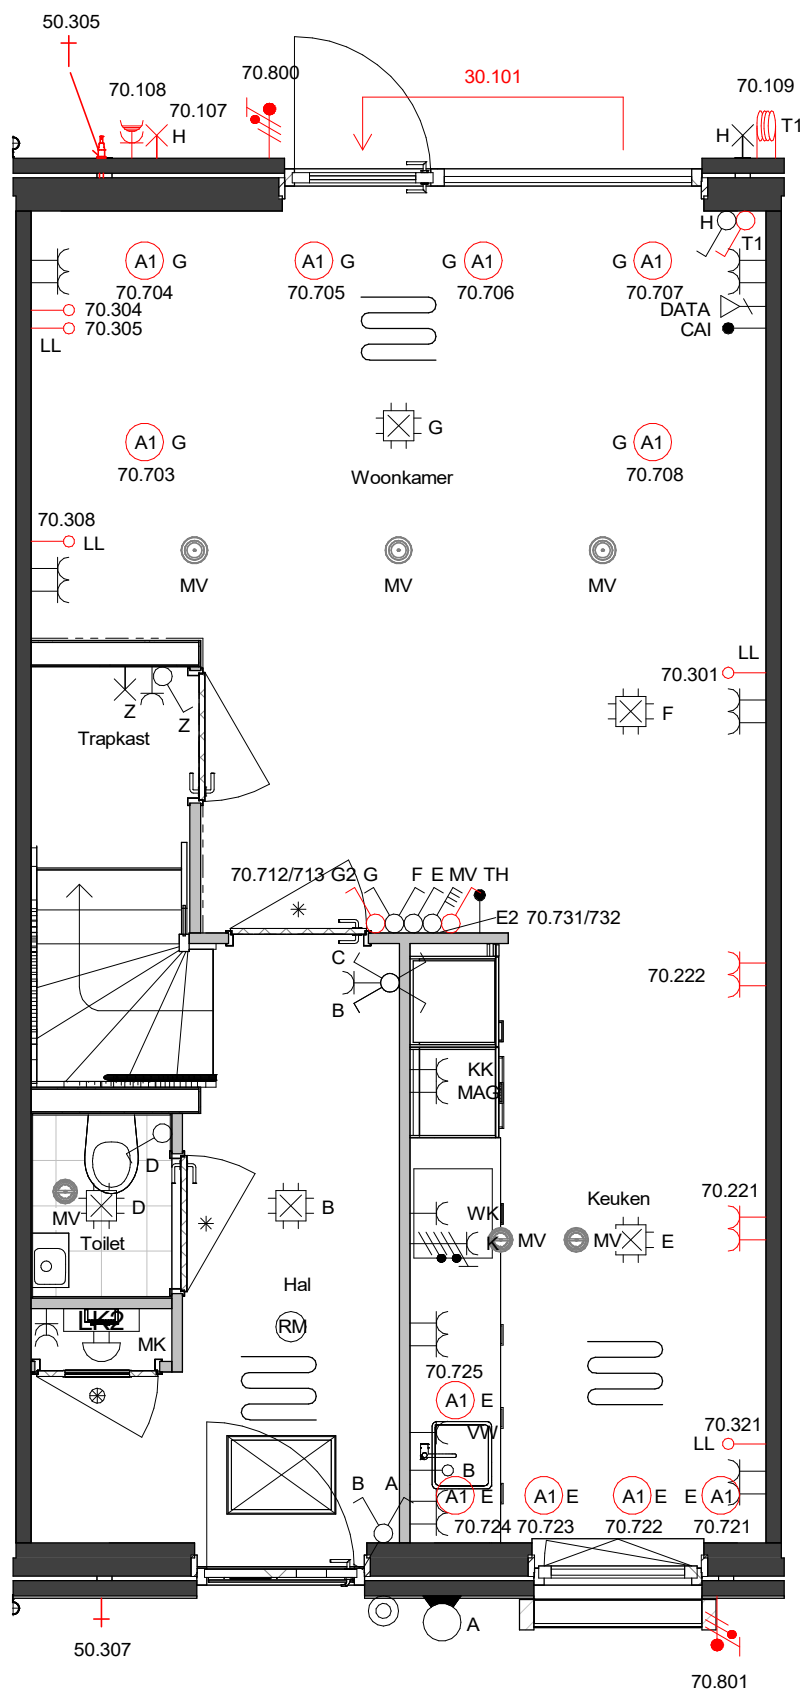 50.305
70.108
70.107
H
70.800
30.101
70.109
H
T1
H
T1
A1 G
A1 G
G A1
G A1
70.704
70.705
70.706
70.707
70.304
70.305
LL
DATA
CAI
A1 G
G
G A1
70.703
Woonkamer
70.708
70.308
LL
MV
MV
MV
LL
70.301
Z
Z
F
Trapkast
70.712/713 G2 G F E MV TH
E2 70.731/732
C
B
70.222
KK
MAG
D
70.221
MV
D
B
WK
Keuken
Toilet
K
MV
MV
E
Hal
LK2
MK
RM
70.725
A1 E
70.321
VW
LL
B
B A
A1 E
A1 E
A1 E
E A1
70.724
70.723
70.722
70.721
A
50.307
70.801